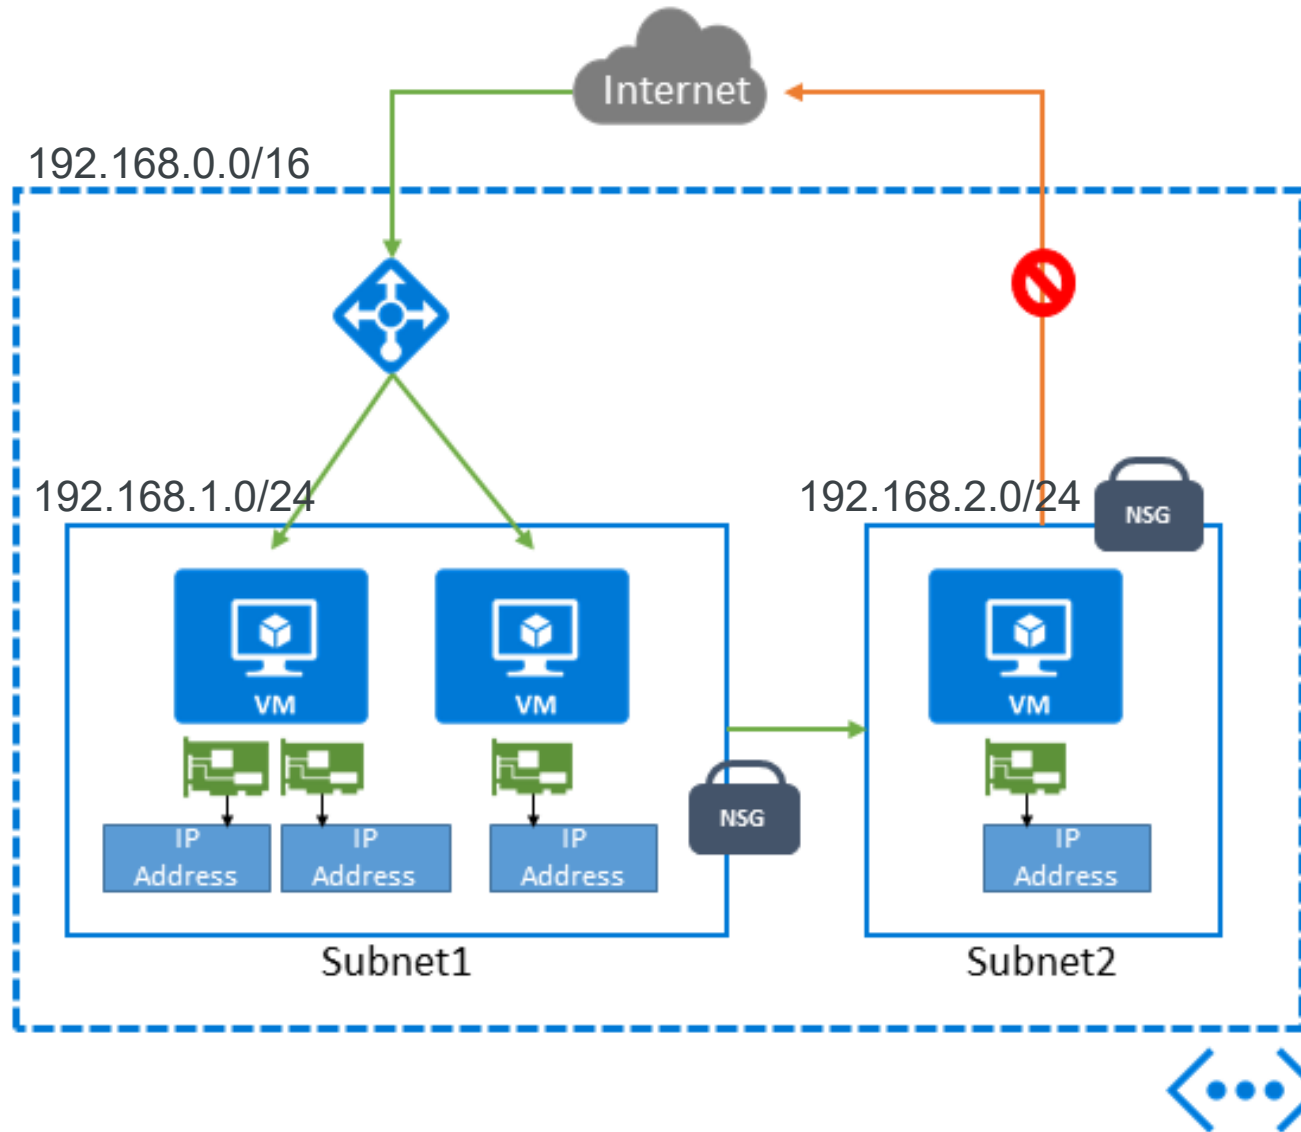 Internet
192.168.0.0/16
192.168.1.0/24
192.168.2.0/24
NSG
VM
VM
VM
NSG
IP
Address
IP
Address
IP
Address
IP
Address
Subnet1
Subnet2